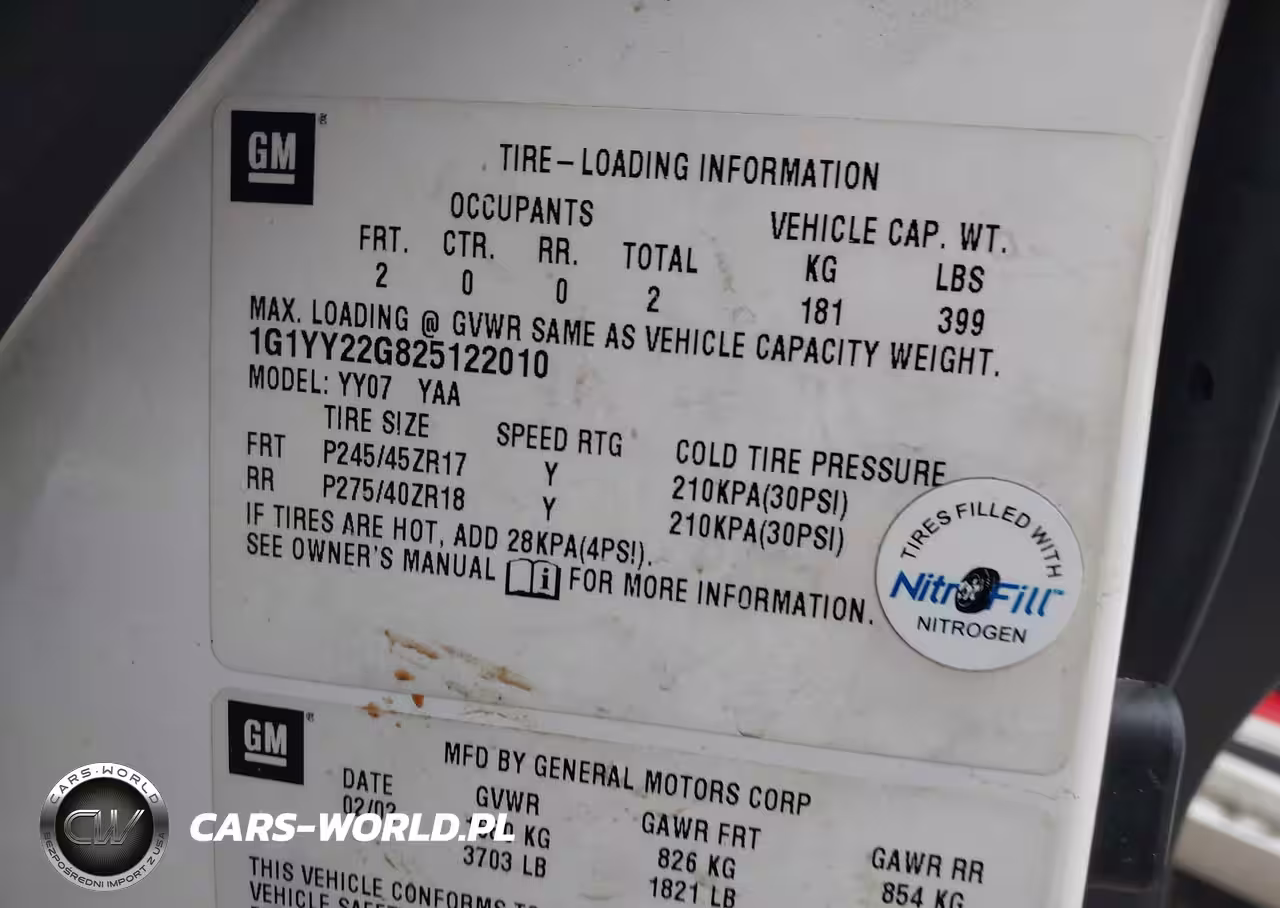 GM®
TIRE – LOADING INFORMATION
OCCUPANTS VEHICLE CAP. WT.
FRT. CTR. RR. TOTAL KG LBS
2 0 0 2 181 399
MAX. LOADING @ GVWR SAME AS VEHICLE CAPACITY WEIGHT.
1G1YY22G825122010
MODEL: YY07 YAA
TIRE SIZE SPEED RTG COLD TIRE PRESSURE
FRT P245/45ZR17 Y 210KPA(30PSI)
RR P275/40ZR18 Y 210KPA(30PSI)
IF TIRES ARE HOT, ADD 28KPA(4PSI).
SEE OWNER'S MANUAL i FOR MORE INFORMATION.
TIRES FILLED WITH
NitroFill™
NITROGEN
GM®
MFD BY GENERAL MOTORS CORP
DATE GVWR GAWR FRT GAWR RR
02/02 KG 826 KG 854 KG
3703 LB 1821 LB
THIS VEHICLE CONFORMS
VEHICLE
CARS-WORLD
CW
BEZPOŚREDNI IMPORT Z USA
CARS-WORLD.PL